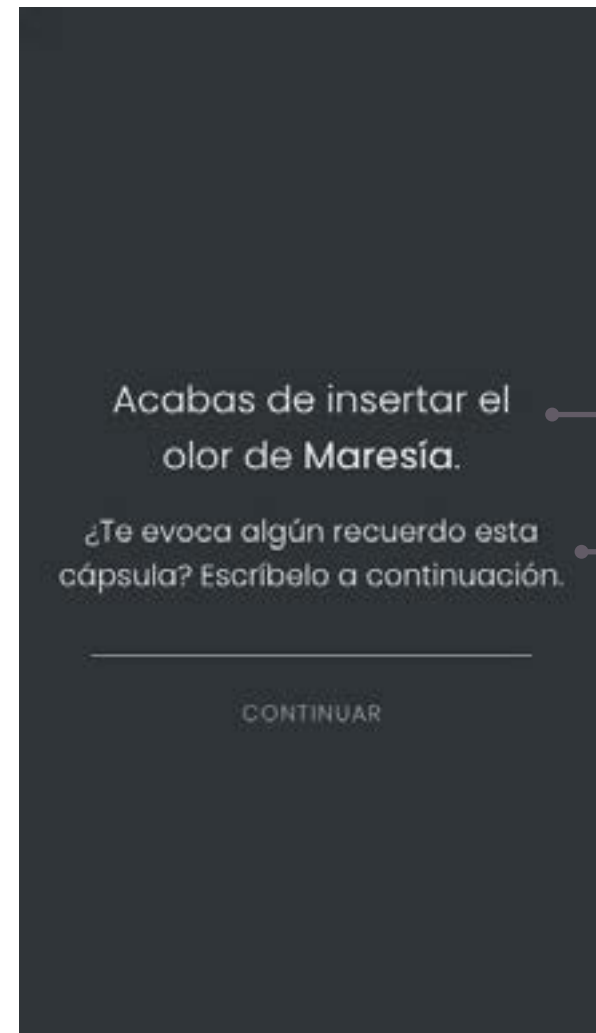 Acabas de insertar el
olor de Maresía.
¿Te evoca algún recuerdo esta
cápsula? Escríbelo a continuación.
CONTINUAR